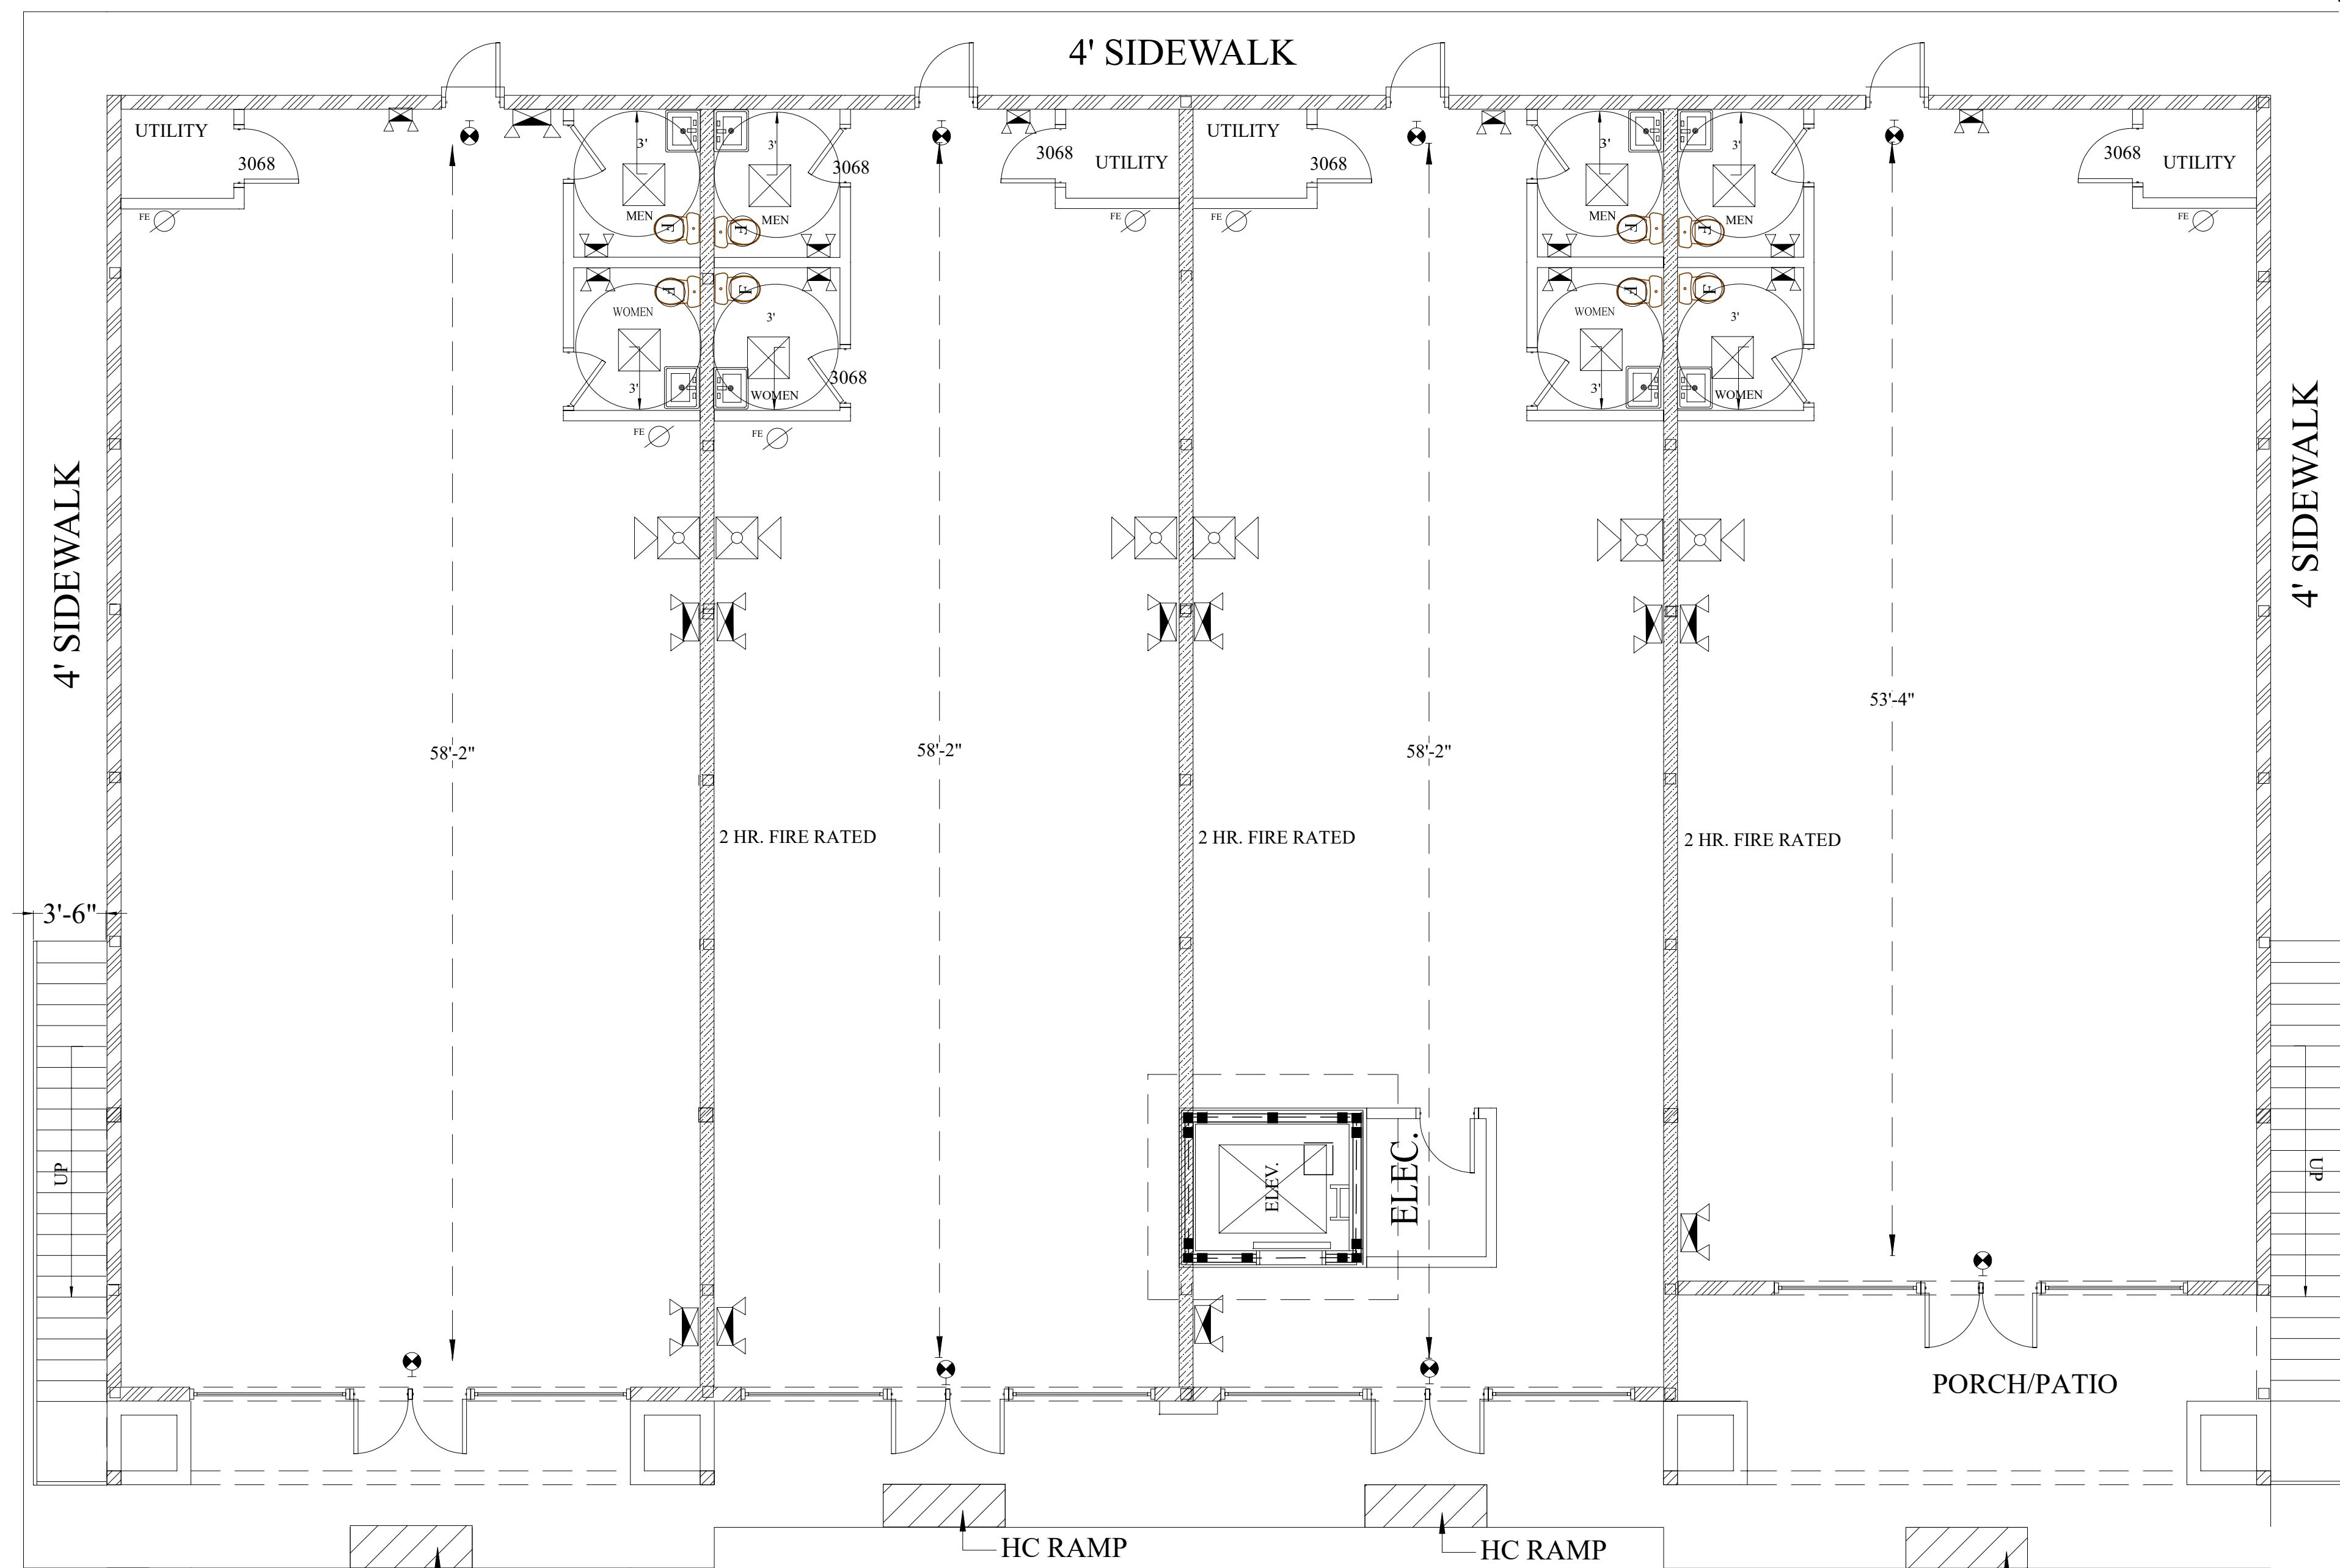 4' SIDEWALK
UTILITY
3068
FE
3'
MEN
3'
MEN
3068
WOMEN
3'
3'
WOMEN
3068
FE
FE
3068
UTILITY
FE
UTILITY
3068
FE
3'
MEN
3'
MEN
WOMEN
3'
3'
WOMEN
3068
UTILITY
FE
4' SIDEWALK
4' SIDEWALK
58'-2"
58'-2"
58'-2"
53'-4"
2 HR. FIRE RATED
2 HR. FIRE RATED
2 HR. FIRE RATED
3'-6"
UP
ELEV.
ELEC.
UP
PORCH/PATIO
HC RAMP
HC RAMP